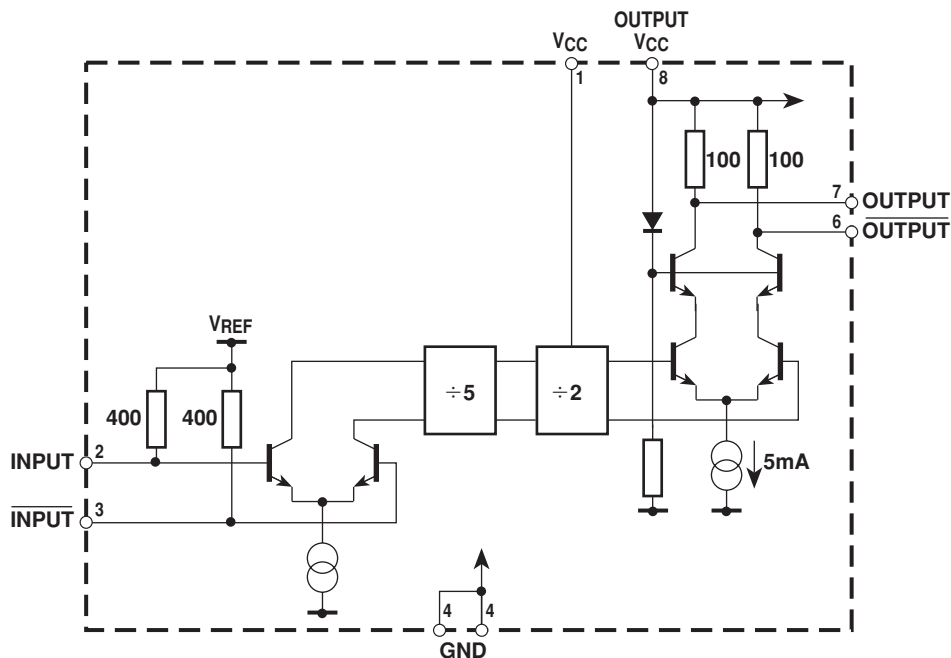 OUTPUT
VCC VCC
1 8
100 100
7 OUTPUT
6 OUTPUT
VREF
÷5 ÷2
400 400
INPUT 2
5mA
INPUT 3
4 4
GND